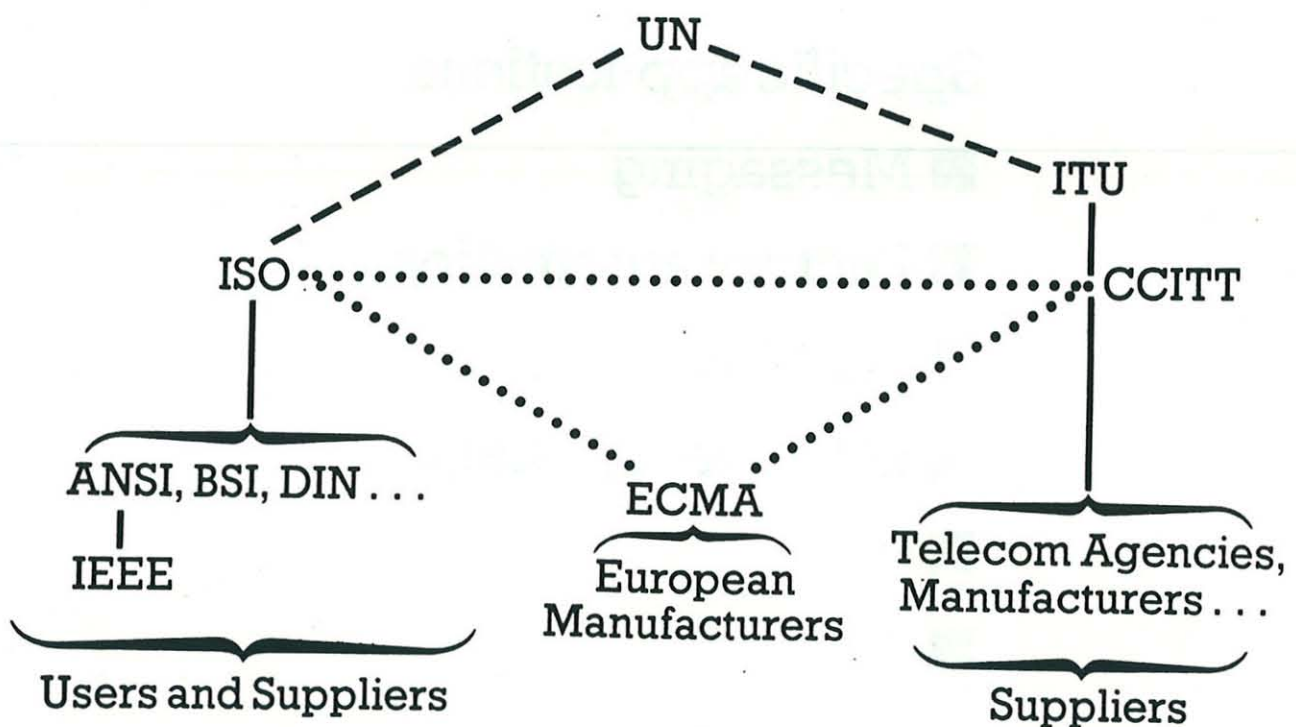 UN
ITU
ISO
CCITT
ANSI, BSI, DIN...
IEEE
Users and Suppliers
ECMA
European
Manufacturers
Telecom Agencies,
Manufacturers...
Suppliers